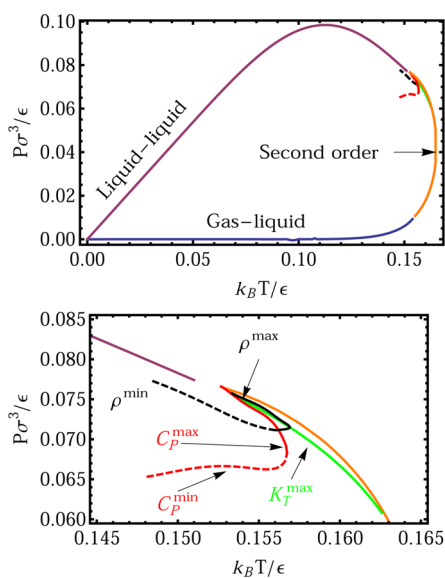 Pσ³/ϵ
0.10
0.08
0.06
0.04
0.02
0.00
Liquid−liquid
Second order
Gas−liquid
0.00 0.05 0.10 0.15
k_BT/ϵ
Pσ³/ϵ
0.085
0.080
0.075
0.070
0.065
0.060
ρ^max
ρ^min
C_P^max
C_P^min
K_T^max
0.145 0.150 0.155 0.160 0.165
k_BT/ϵ